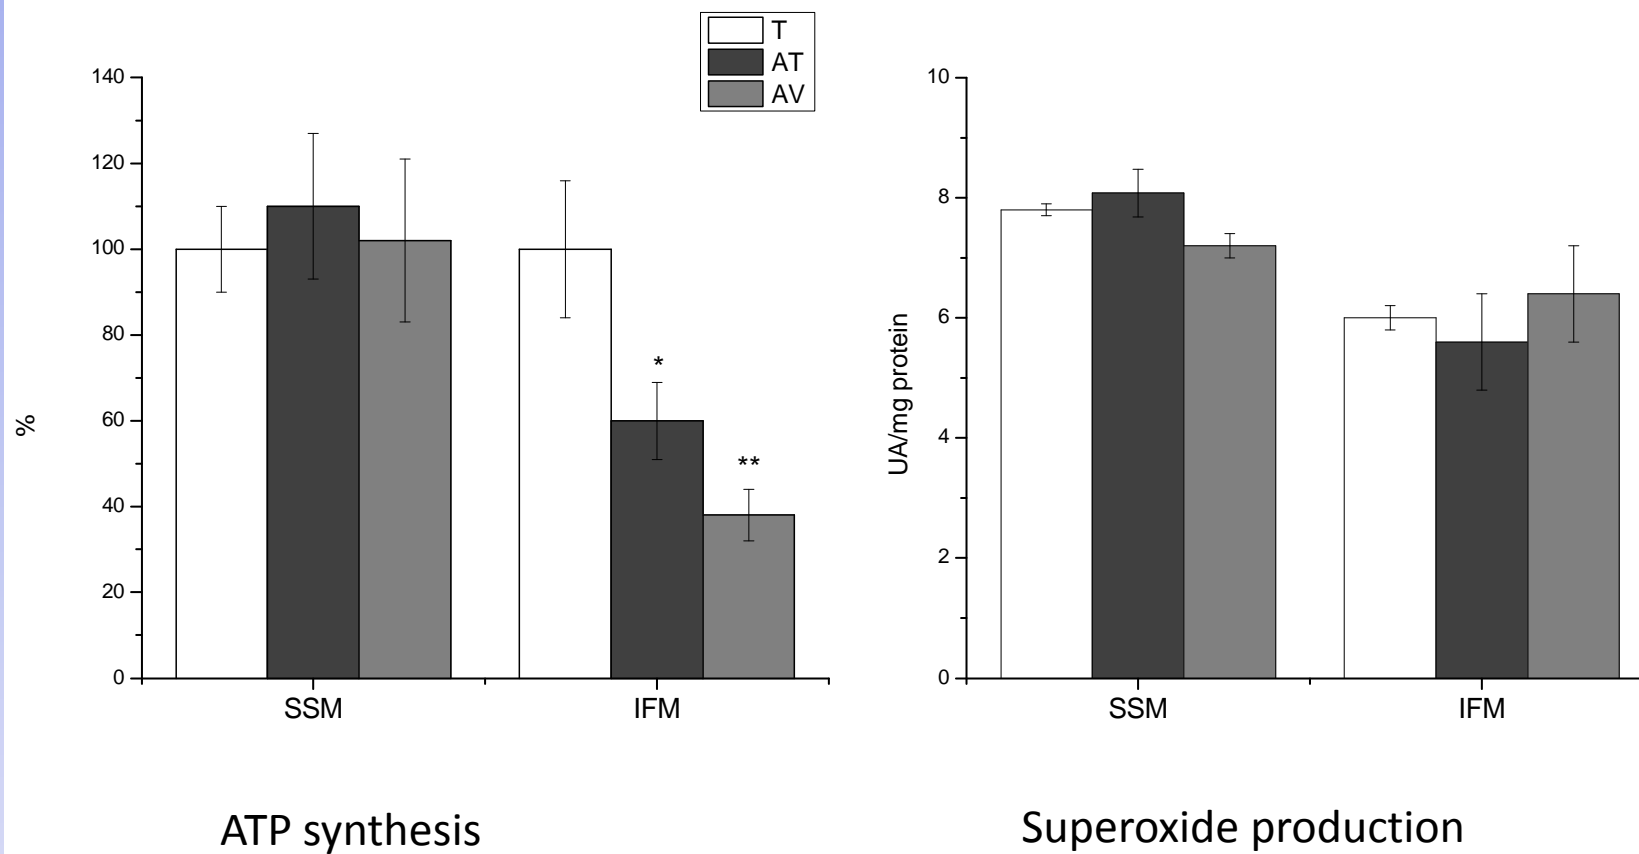 T
AT
AV
140
120
100
80
60
40
20
0
%
*
**
SSM
IFM
ATP synthesis
10
8
6
4
2
0
UA/mg protein
SSM
IFM
Superoxide production